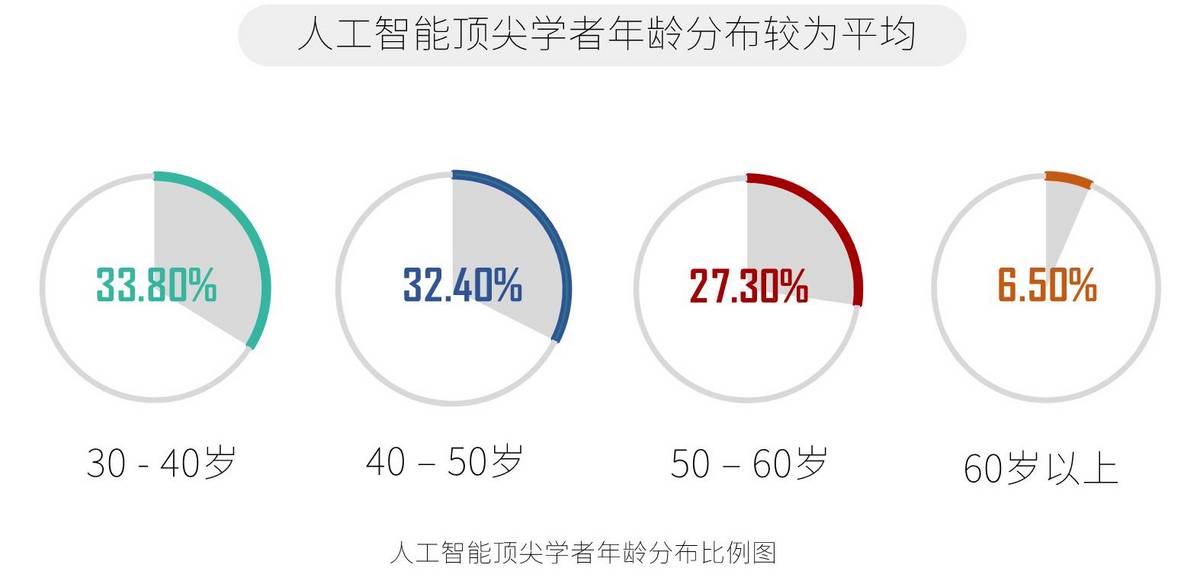 人工智能顶尖学者年龄分布较为平均
33.80%
32.40%
27.30%
6.50%
30 - 40岁
40 – 50岁
50 – 60岁
60岁以上
人工智能顶尖学者年龄分布比例图